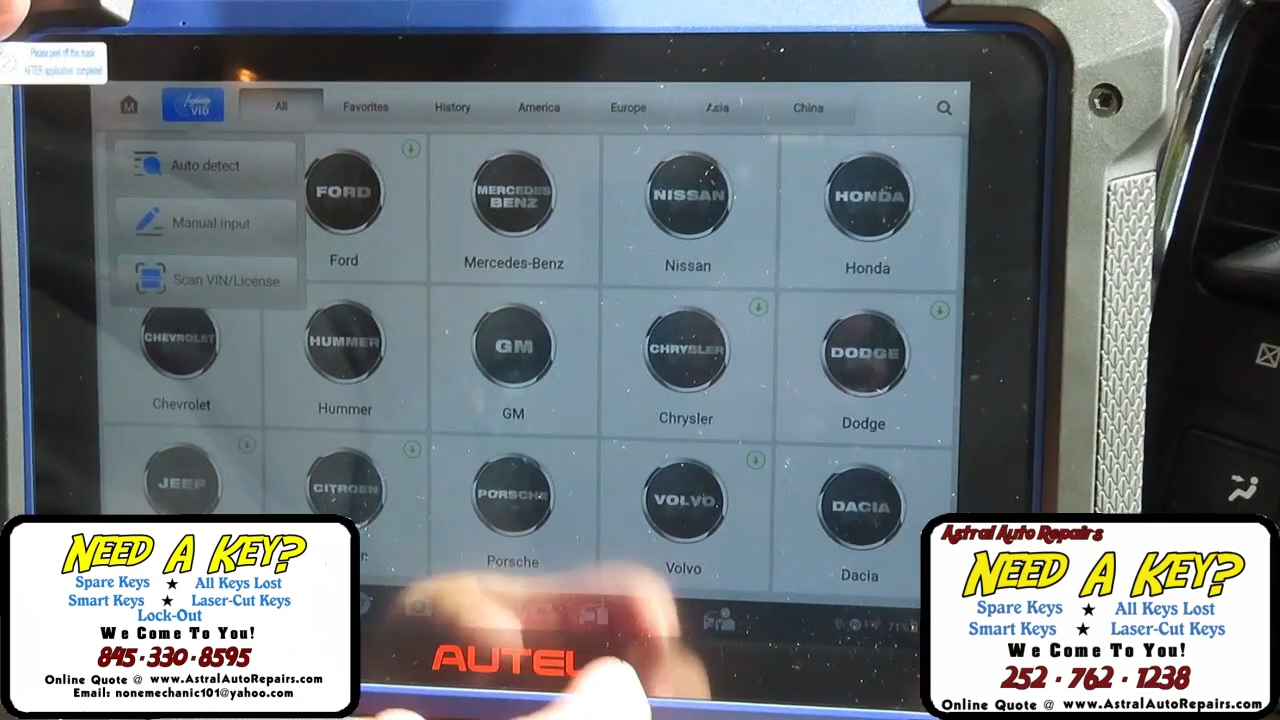 Please peel off this mask
AFTER application completed
VID
All
Favorites
History
America
Europe
Asia
China
Auto detect
Manual input
Scan VIN/License
FORD
MERCEDES
BENZ
NISSAN
HONDA
Ford
Mercedes-Benz
Nissan
Honda
CHEVROLET
HUMMER
GM
CHRYSLER
DODGE
Chevrolet
Hummer
GM
Chrysler
Dodge
JEEP
CITROEN
PORSCHE
VOLVO
DACIA
Porsche
Volvo
Dacia
71%
AUTEL
NEED A KEY?
Spare Keys ★ All Keys Lost
Smart Keys ★ Laser-Cut Keys
Lock-Out
We Come To You!
845-330-8595
Online Quote @ www.AstralAutoRepairs.com
Email: nonemechanic101@yahoo.com
Astral Auto Repairs
NEED A KEY?
Spare Keys ★ All Keys Lost
Smart Keys ★ Laser-Cut Keys
We Come To You!
252-762-1238
Online Quote @ www.AstralAutoRepairs.com